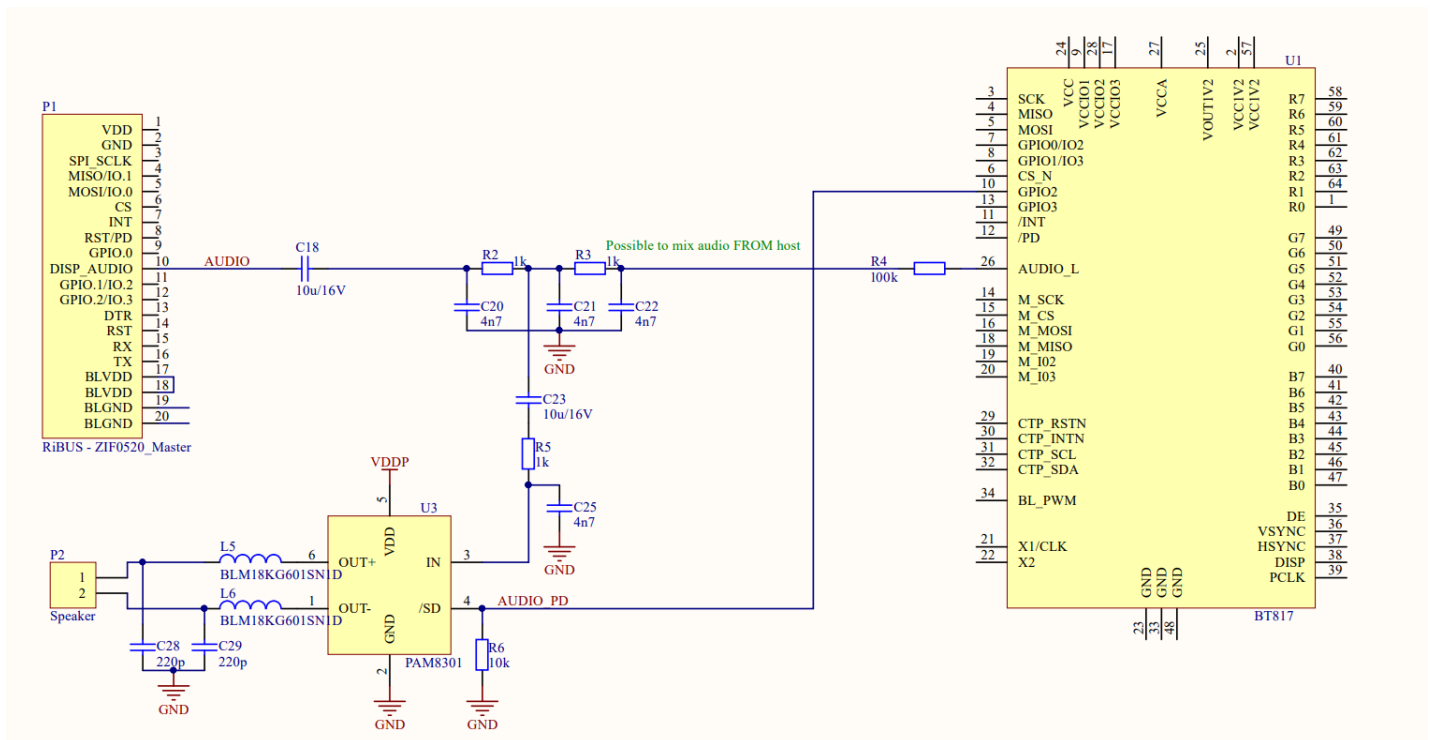 P1
VDD 1
GND 2
SPI_SCLK 3
MISO/IO.1 4
MOSI/IO.0 5
CS 6
INT 7
RST/PD 8
GPIO.0 9
DISP_AUDIO 10
GPIO.1/IO.2 11
GPIO.2/IO.3 12
DTR 13
RST 14
RX 15
TX 16
BLVDD 17
BLVDD 18
BLGND 19
BLGND 20
RiBUS - ZIF0520_Master
AUDIO
C18
10u/16V
R2
1k
R3
1k
Possible to mix audio FROM host
C20
4n7
C21
4n7
C22
4n7
GND
R4
100k
C23
10u/16V
R5
1k
C25
4n7
GND
VDDP
U3
5
VDD
6 OUT+
1 OUT-
IN 3
/SD 4
GND
2
PAM8301
GND
AUDIO_PD
R6
10k
GND
P2
1
2
Speaker
L5
BLM18KG601SN1D
L6
BLM18KG601SN1D
C28
220p
C29
220p
GND
U1
24 VCC
9 VCCIO1
28 VCCIO2
17 VCCIO3
27 VCCA
25 VOUT1V2
2 VCC1V2
57 VCC1V2
3 SCK
4 MISO
5 MOSI
7 GPIO0/IO2
8 GPIO1/IO3
6 CS_N
10 GPIO2
13 GPIO3
11 /INT
12 /PD
26 AUDIO_L
14 M_SCK
15 M_CS
16 M_MOSI
18 M_MISO
19 M_I02
20 M_I03
29 CTP_RSTN
30 CTP_INTN
31 CTP_SCL
32 CTP_SDA
34 BL_PWM
21 X1/CLK
22 X2
R7 58
R6 59
R5 60
R4 61
R3 62
R2 63
R1 64
R0 1
G7 49
G6 50
G5 51
G4 52
G3 53
G2 54
G1 55
G0 56
B7 40
B6 41
B5 42
B4 43
B3 44
B2 45
B1 46
B0 47
DE 35
VSYNC 36
HSYNC 37
DISP 38
PCLK 39
GND 23
GND 33
GND 48
BT817